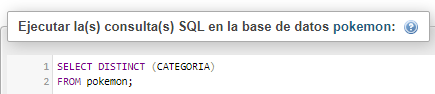 Ejecutar la(s) consulta(s) SQL en la base de datos pokemon:
1 SELECT DISTINCT (CATEGORIA)
2 FROM pokemon;